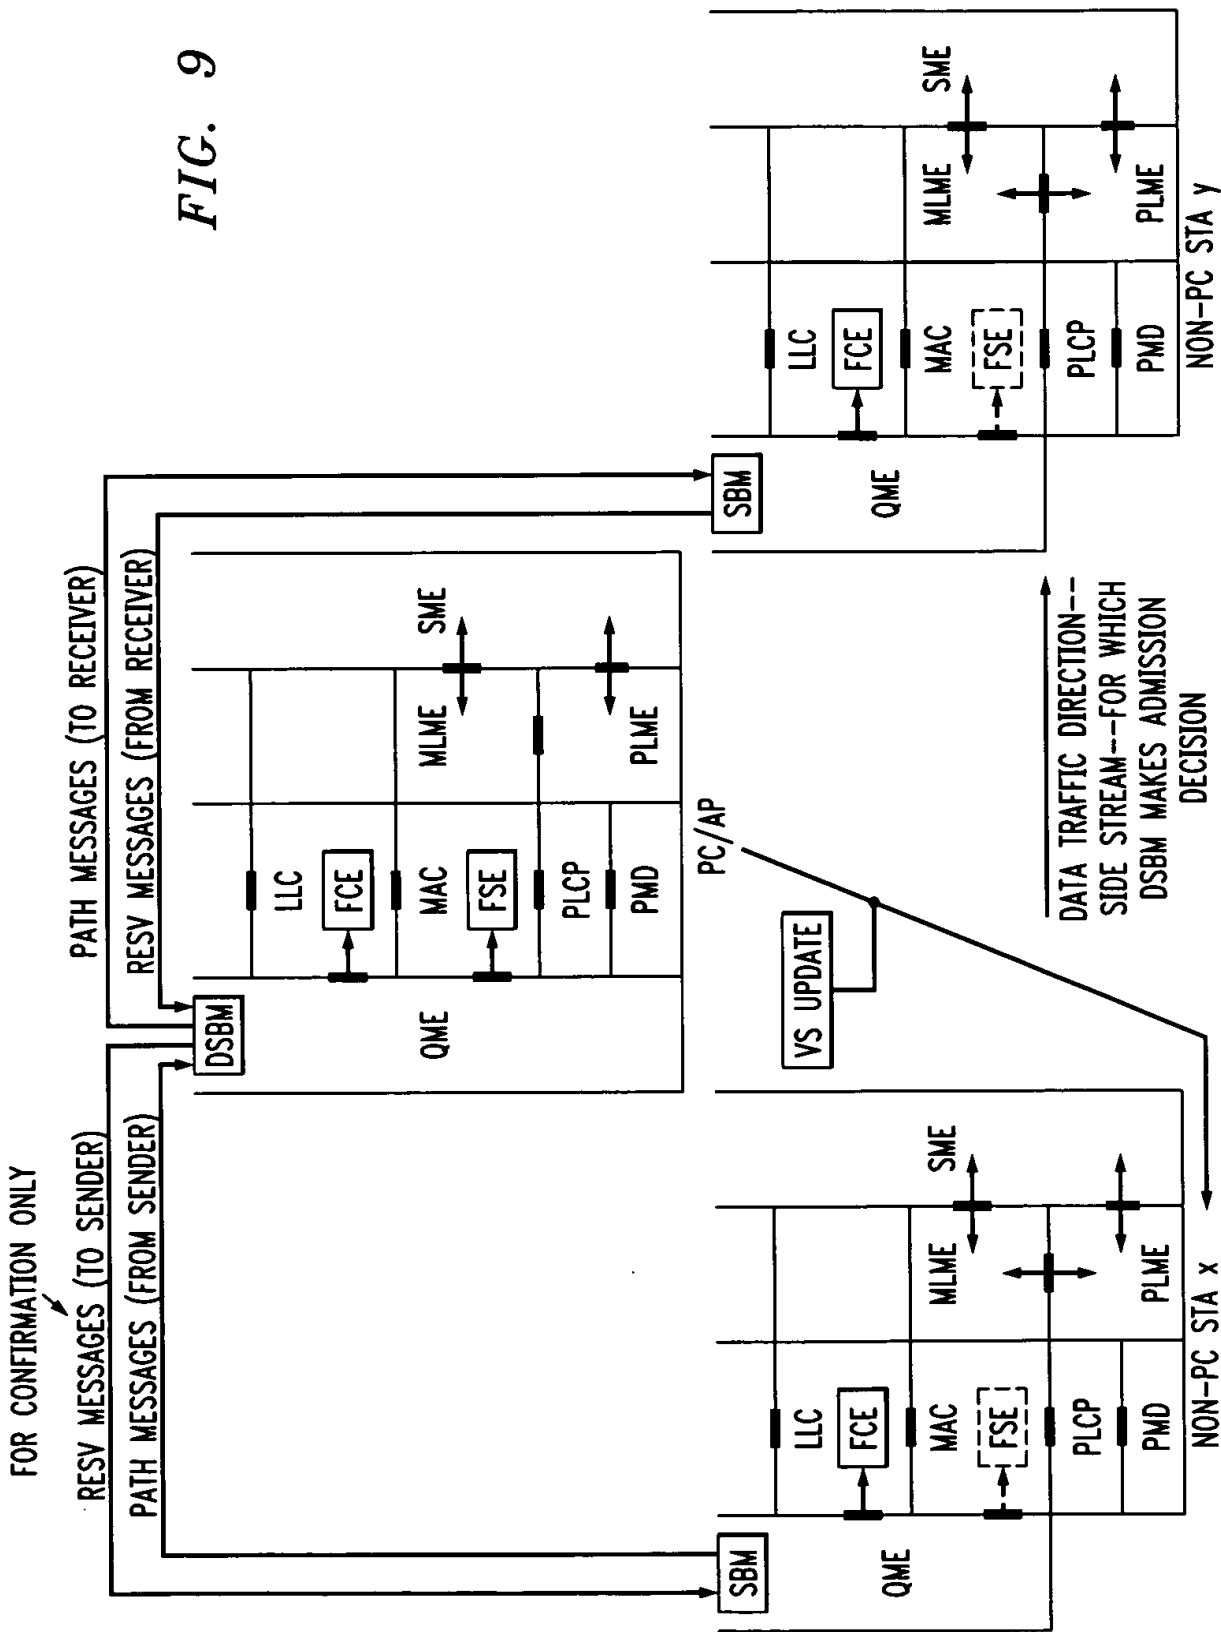 FIG. 9
FOR CONFIRMATION ONLY
RESV MESSAGES (TO SENDER)
PATH MESSAGES (FROM SENDER)
PATH MESSAGES (TO RECEIVER)
RESV MESSAGES (FROM RECEIVER)
DSBM
QME
LLC
FCE
MAC
FSE
PLCP
PMD
MLME
PLME
SME
PC/AP
VS UPDATE
SBM
QME
LLC
FCE
MAC
FSE
PLCP
PMD
MLME
PLME
SME
NON-PC STA x
SBM
QME
LLC
FCE
MAC
FSE
PLCP
PMD
MLME
PLME
SME
NON-PC STA y
DATA TRAFFIC DIRECTION--
SIDE STREAM---FOR WHICH
DSBM MAKES ADMISSION
DECISION